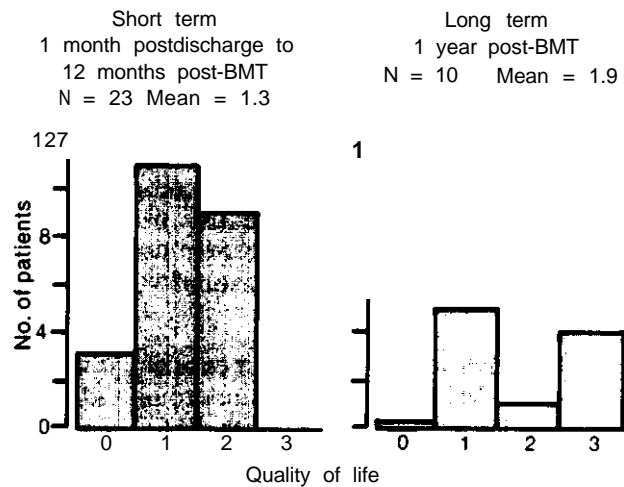 Short term
1 month postdischarge to
12 months post-BMT
N = 23 Mean = 1.3
Long term
1 year post-BMT
N = 10 Mean = 1.9
127
8
4
0
No. of patients
0 1 2 3
1
0 1 2 3
Quality of life